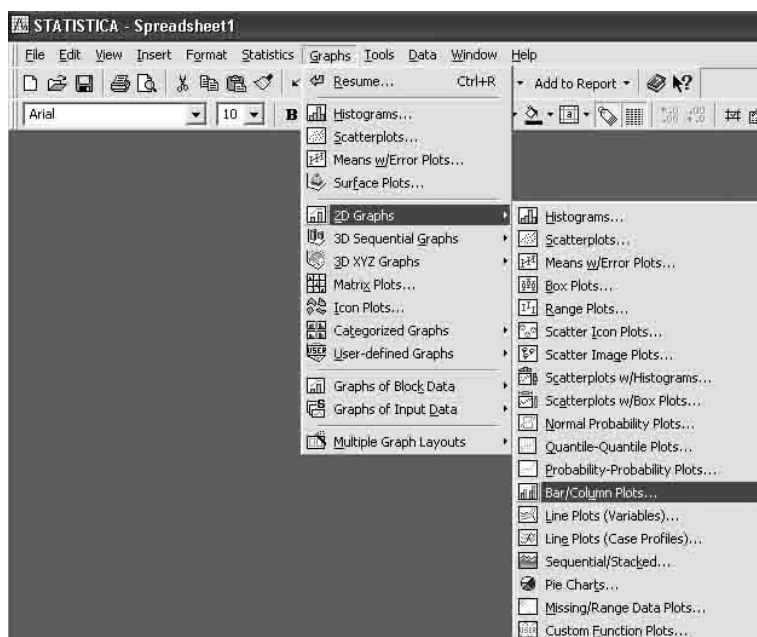 STATISTICA - Spreadsheet1
File Edit View Insert Format Statistics Graphs Tools Data Window Help
Resume... Ctrl+R
Add to Report
Arial 10 B
Histograms...
Scatterplots...
Means w/Error Plots...
Surface Plots...
2D Graphs
3D Sequential Graphs
3D XYZ Graphs
Matrix Plots...
Icon Plots...
Categorized Graphs
User-defined Graphs
Graphs of Block Data
Graphs of Input Data
Multiple Graph Layouts
Histograms...
Scatterplots...
Means w/Error Plots...
Box Plots...
Range Plots...
Scatter Icon Plots...
Scatter Image Plots...
Scatterplots w/Histograms...
Scatterplots w/Box Plots...
Normal Probability Plots...
Quantile-Quantile Plots...
Probability-Probability Plots...
Bar/Column Plots...
Line Plots (Variables)...
Line Plots (Case Profiles)...
Sequential/Stacked...
Pie Charts...
Missing/Range Data Plots...
Custom Function Plots...